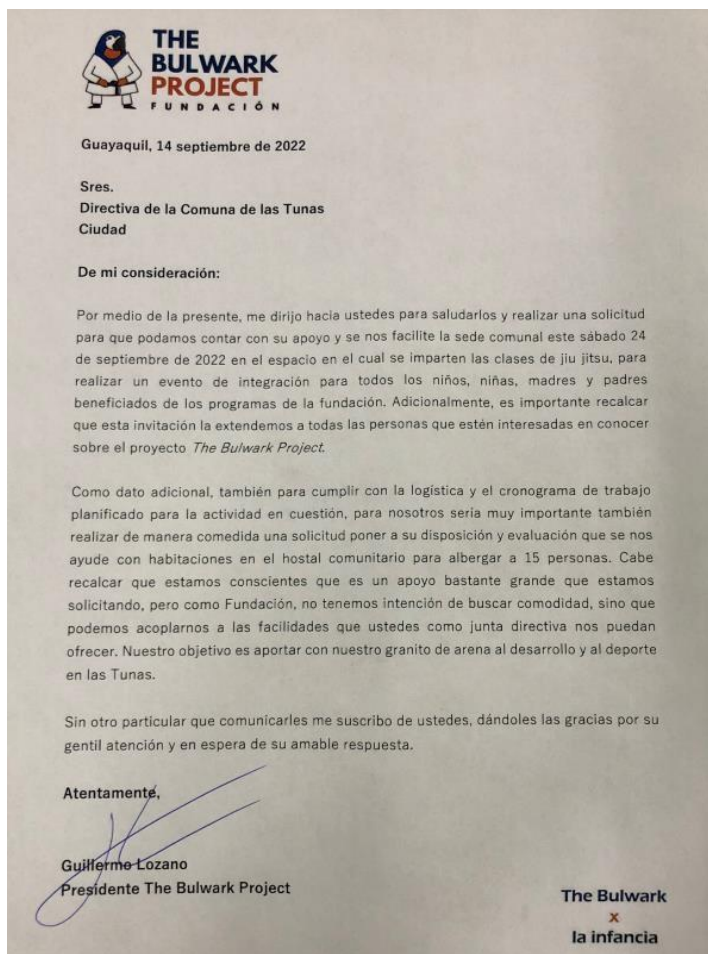 THE
BULWARK
PROJECT
FUNDACIÓN
Guayaquil, 14 septiembre de 2022
Sres.
Directiva de la Comuna de las Tunas
Ciudad
De mi consideración:
Por medio de la presente, me dirijo hacia ustedes para saludarlos y realizar una solicitud
para que podamos contar con su apoyo y se nos facilite la sede comunal este sábado 24
de septiembre de 2022 en el espacio en el cual se imparten las clases de jiu jitsu, para
realizar un evento de integración para todos los niños, niñas, madres y padres
beneficiados de los programas de la fundación. Adicionalmente, es importante recalcar
que esta invitación la extendemos a todas las personas que estén interesadas en conocer
sobre el proyecto The Bulwark Project.
Como dato adicional, también para cumplir con la logística y el cronograma de trabajo
planificado para la actividad en cuestión, para nosotros sería muy importante también
realizar de manera comedida una solicitud poner a su disposición y evaluación que se nos
ayude con habitaciones en el hostal comunitario para albergar a 15 personas. Cabe
recalcar que estamos conscientes que es un apoyo bastante grande que estamos
solicitando, pero como Fundación, no tenemos intención de buscar comodidad, sino que
podemos acoplarnos a las facilidades que ustedes como junta directiva nos puedan
ofrecer. Nuestro objetivo es aportar con nuestro granito de arena al desarrollo y al deporte
en las Tunas.
Sin otro particular que comunicarles me suscribo de ustedes, dándoles las gracias por su
gentil atención y en espera de su amable respuesta.
Atentamente,
Guillermo Lozano
Presidente The Bulwark Project
The Bulwark
x
la infancia